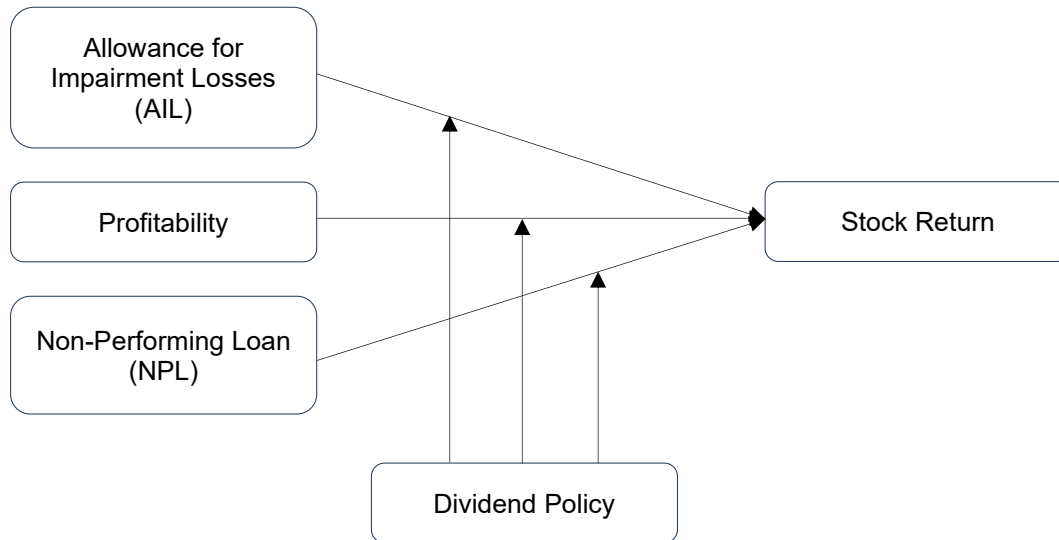 Allowance for
Impairment Losses
(AIL)
Profitability
Stock Return
Non-Performing Loan
(NPL)
Dividend Policy